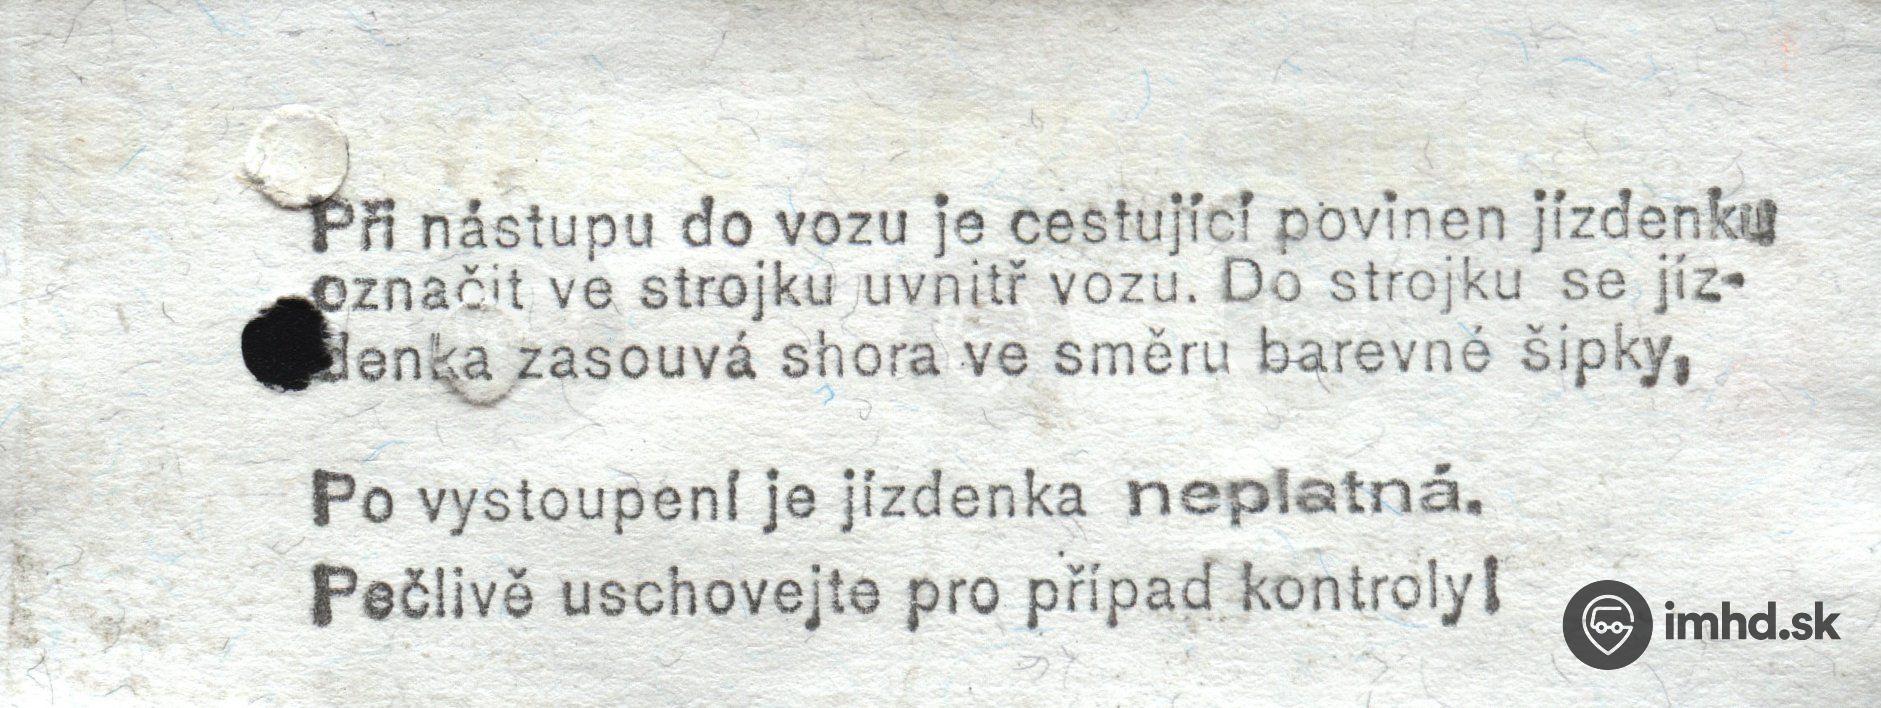 Při nástupu do vozu je cestující povinen jízdenku
označit ve strojku uvnitř vozu. Do strojku se jíz-
denka zasouvá shora ve směru barevné šipky,
Po vystoupení je jízdenka neplatná.
Pečlivě uschovejte pro případ kontroly!
imhd.sk